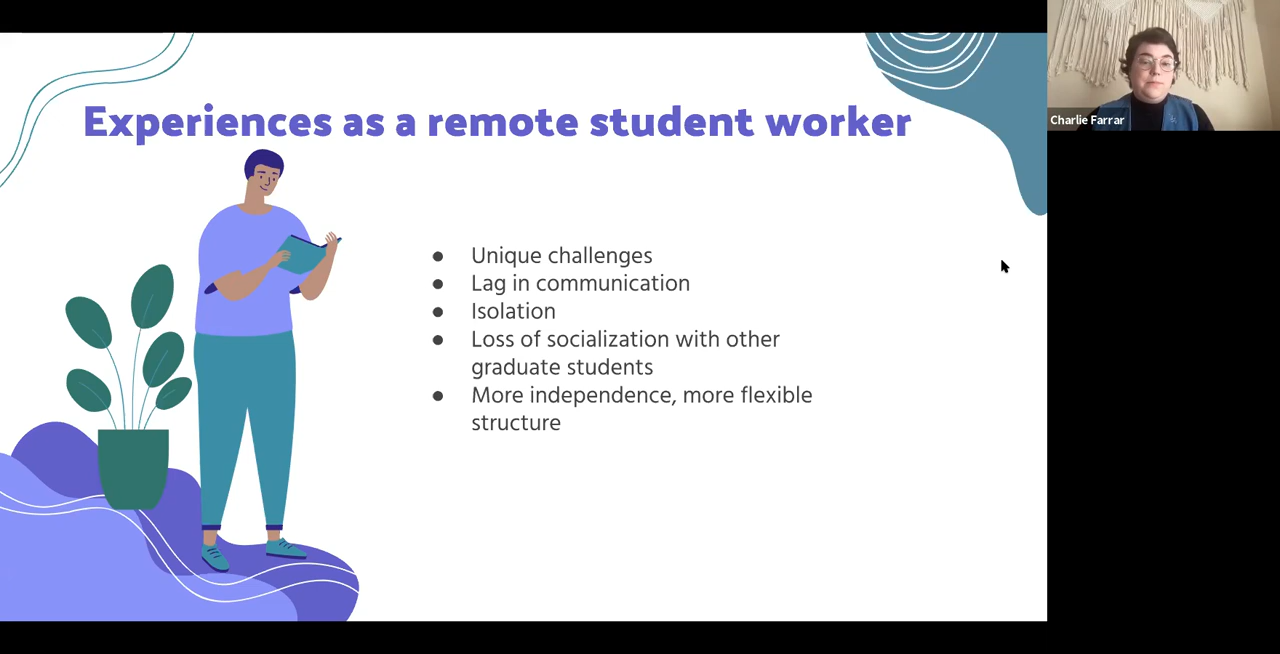 Experiences as a remote student worker
Charlie Farrar
● Unique challenges
● Lag in communication
● Isolation
● Loss of socialization with other
graduate students
● More independence, more flexible
structure